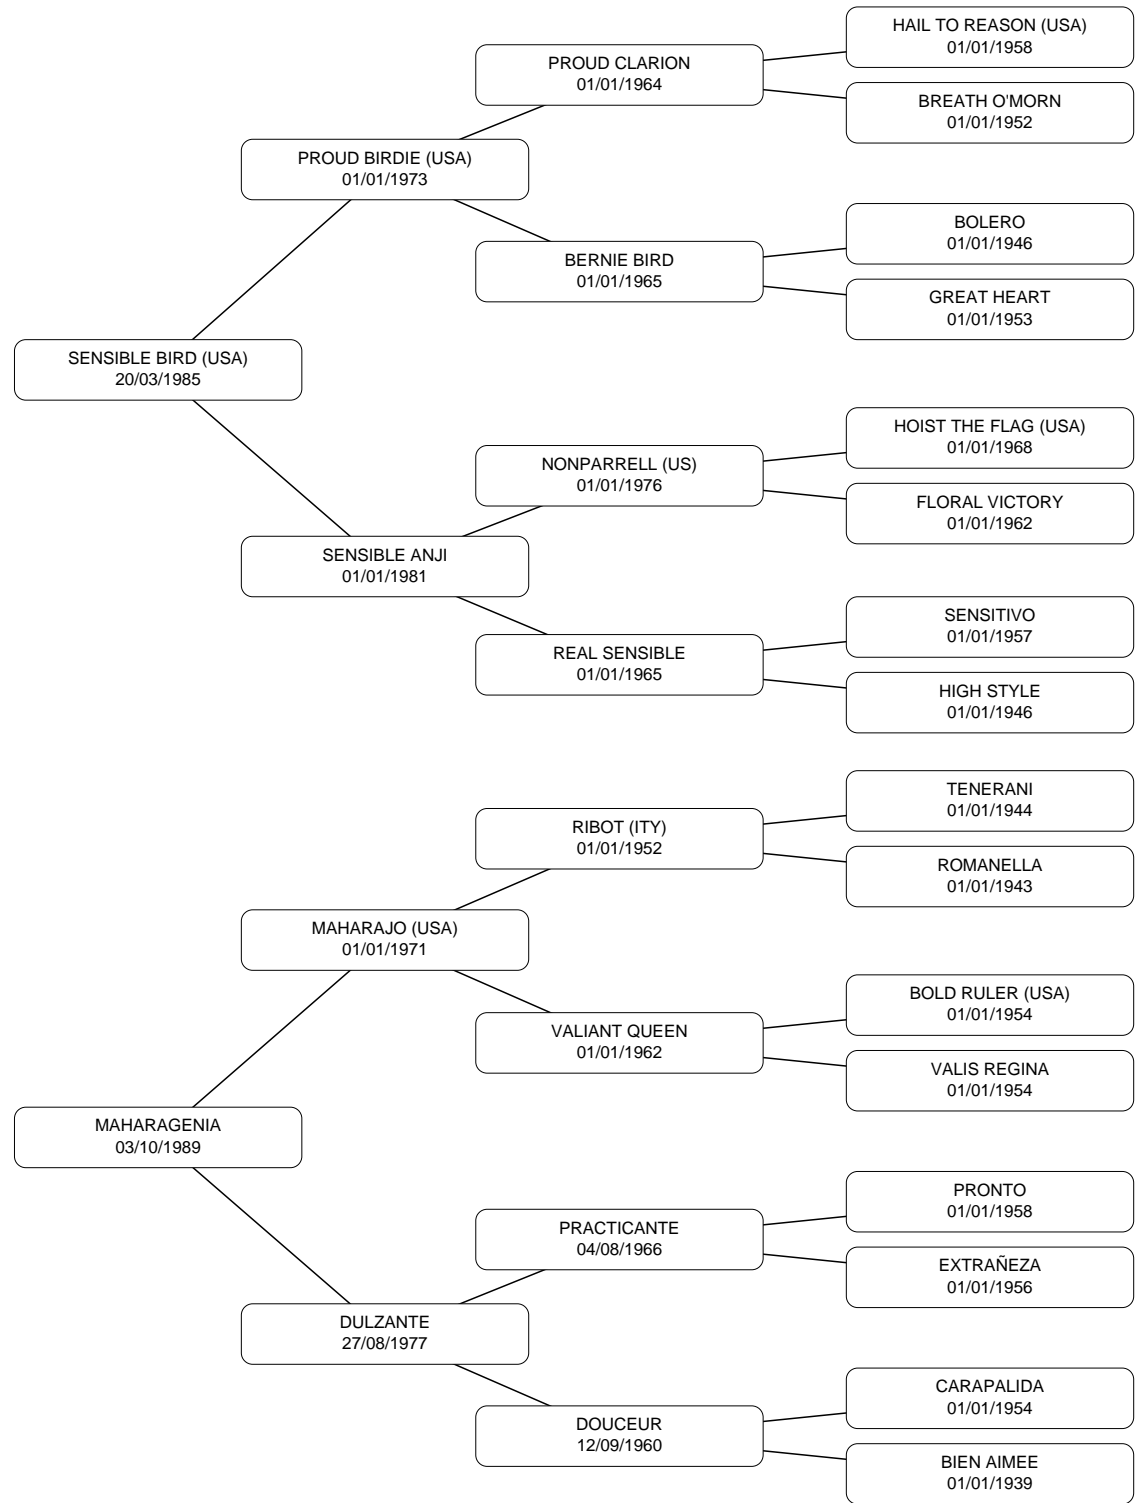 HAIL TO REASON (USA)
01/01/1958
PROUD CLARION
01/01/1964
BREATH O'MORN
01/01/1952
PROUD BIRDIE (USA)
01/01/1973
BOLERO
01/01/1946
BERNIE BIRD
01/01/1965
GREAT HEART
01/01/1953
SENSIBLE BIRD (USA)
20/03/1985
HOIST THE FLAG (USA)
01/01/1968
NONPARRELL (US)
01/01/1976
FLORAL VICTORY
01/01/1962
SENSIBLE ANJI
01/01/1981
SENSITIVO
01/01/1957
REAL SENSIBLE
01/01/1965
HIGH STYLE
01/01/1946
TENERANI
01/01/1944
RIBOT (ITY)
01/01/1952
ROMANELLA
01/01/1943
MAHARAJO (USA)
01/01/1971
BOLD RULER (USA)
01/01/1954
VALIANT QUEEN
01/01/1962
VALIS REGINA
01/01/1954
MAHARAGENIA
03/10/1989
PRONTO
01/01/1958
PRACTICANTE
04/08/1966
EXTRAÑEZA
01/01/1956
DULZANTE
27/08/1977
CARAPALIDA
01/01/1954
DOUCEUR
12/09/1960
BIEN AIMEE
01/01/1939